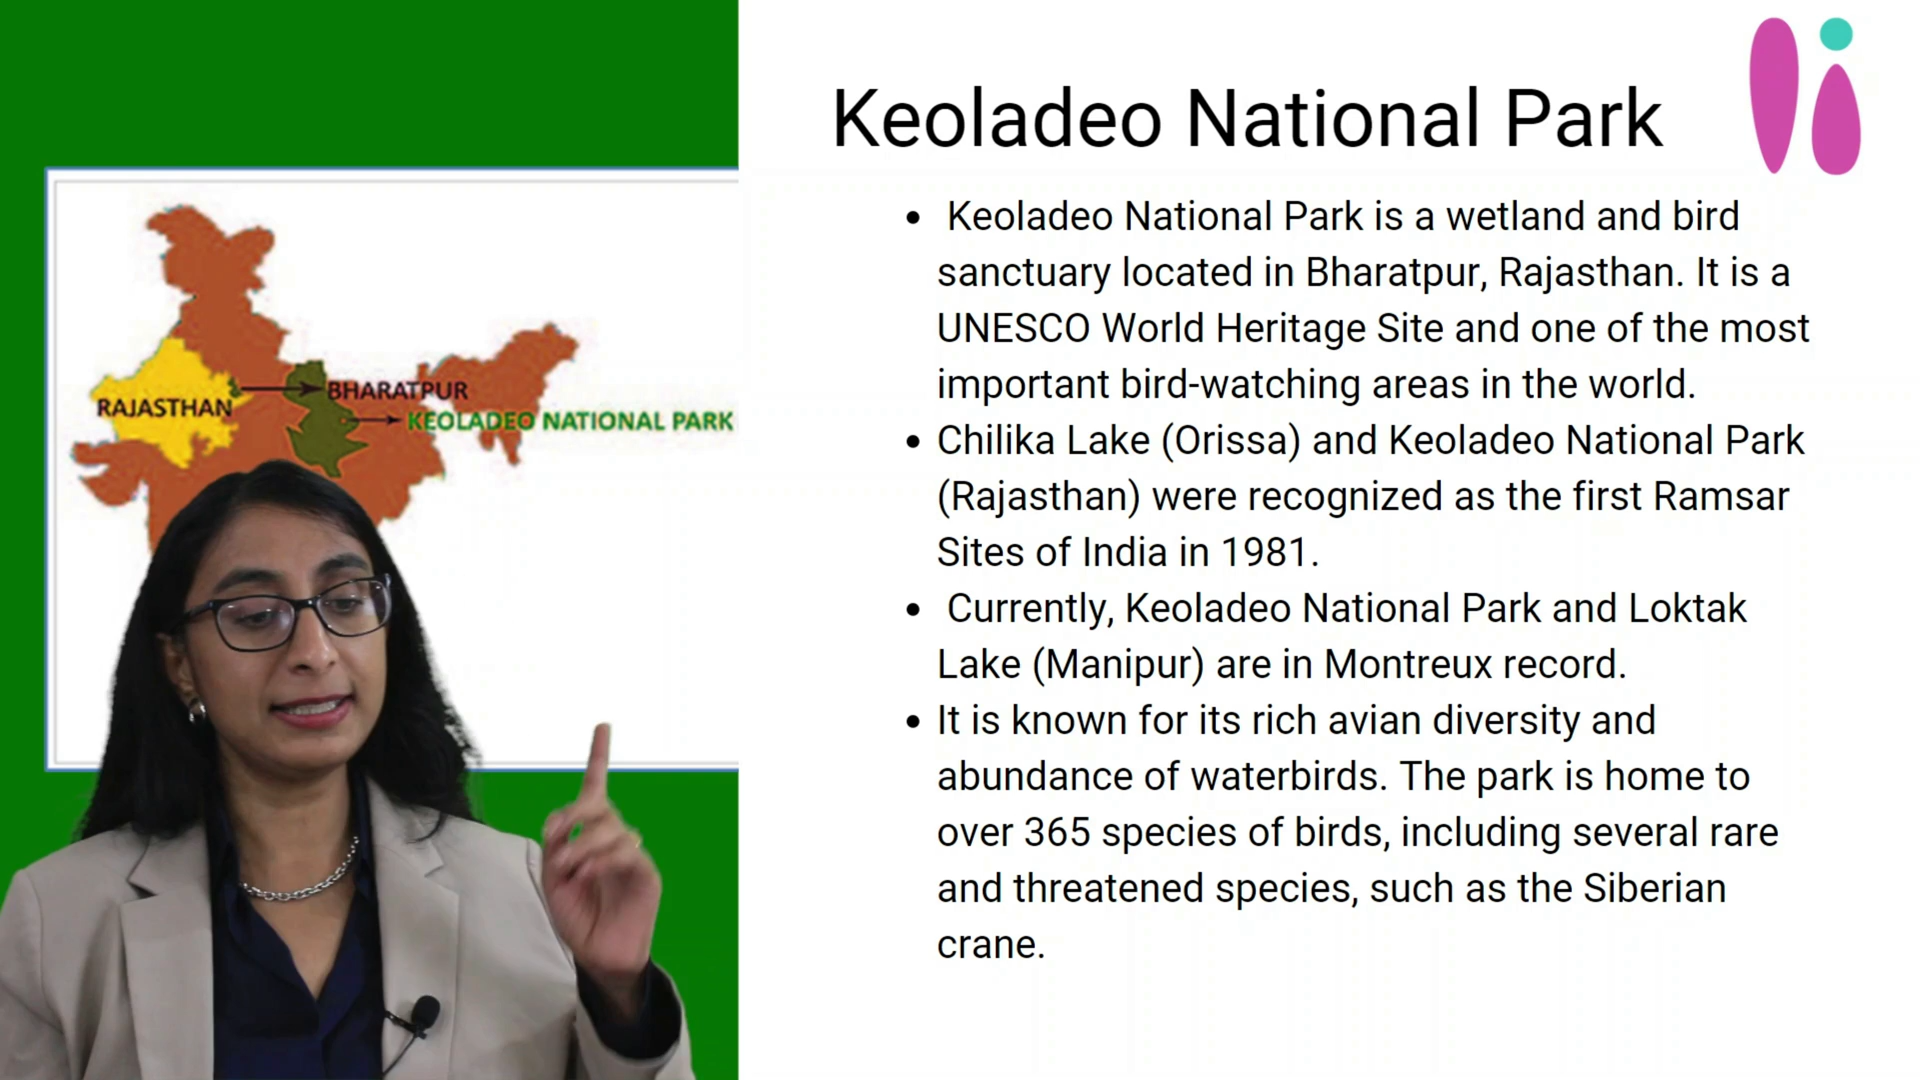 Keoladeo National Park
RAJASTHAN
BHARATPUR
KEOLADEO NATIONAL PARK
• Keoladeo National Park is a wetland and bird
sanctuary located in Bharatpur, Rajasthan. It is a
UNESCO World Heritage Site and one of the most
important bird-watching areas in the world.
• Chilika Lake (Orissa) and Keoladeo National Park
(Rajasthan) were recognized as the first Ramsar
Sites of India in 1981.
• Currently, Keoladeo National Park and Loktak
Lake (Manipur) are in Montreux record.
• It is known for its rich avian diversity and
abundance of waterbirds. The park is home to
over 365 species of birds, including several rare
and threatened species, such as the Siberian
crane.